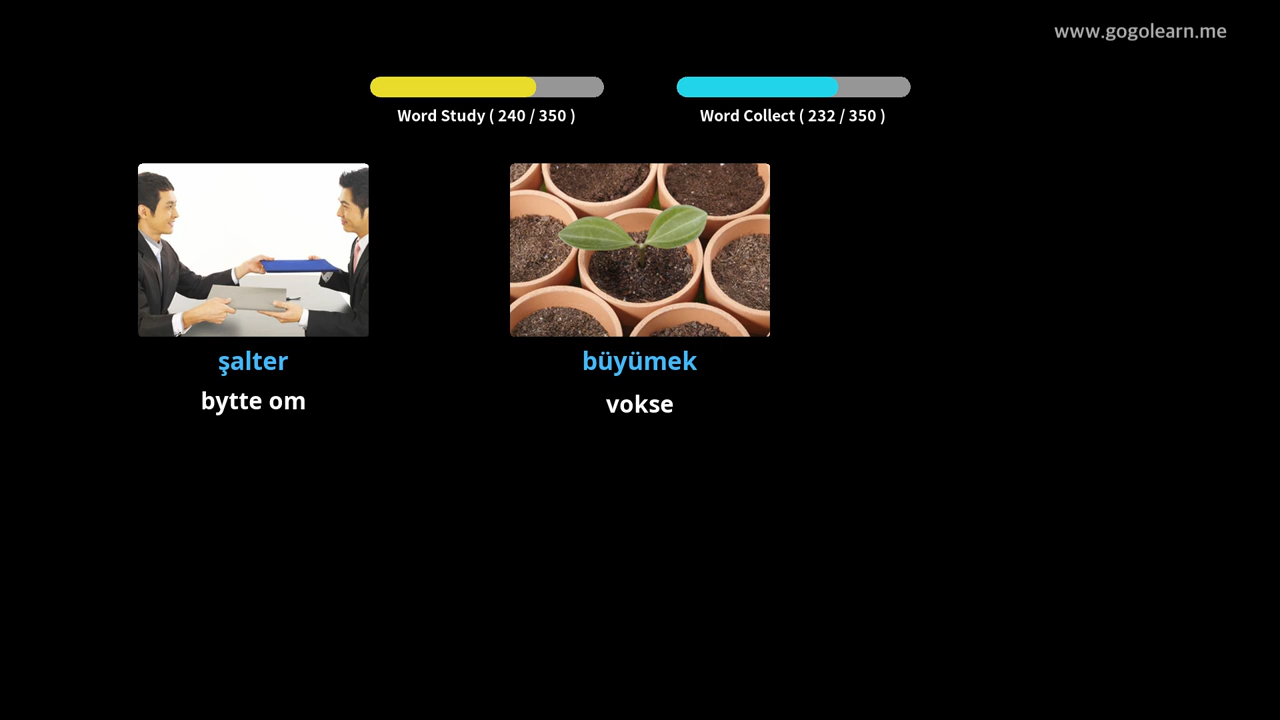 www.gogolearn.me
Word Study ( 240 / 350 )
Word Collect ( 232 / 350 )
şalter
bytte om
büyümek
vokse